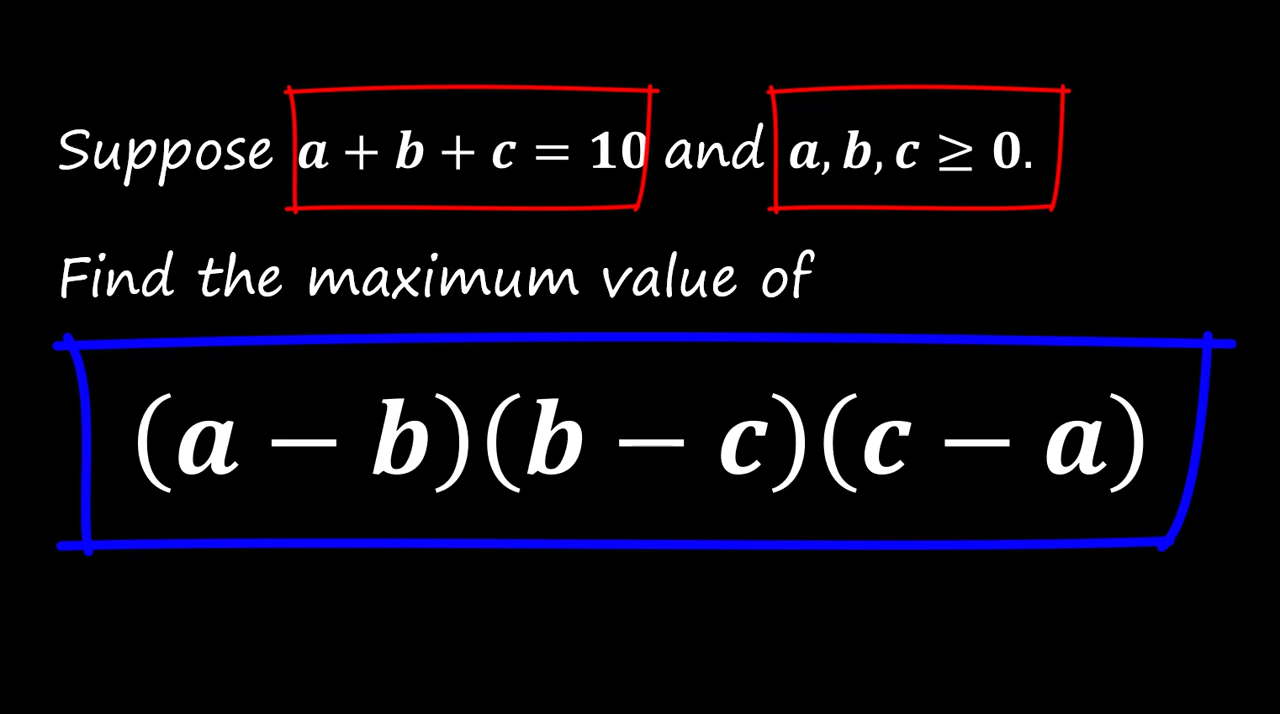 Suppose a + b + c = 10 and a, b, c ≥ 0.
Find the maximum value of
(a − b)(b − c)(c − a)